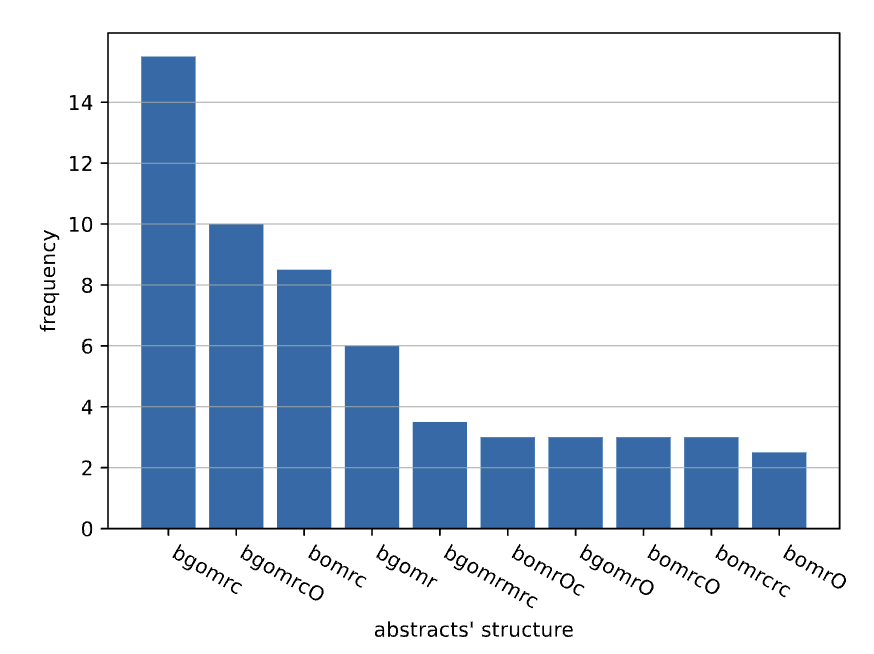 14
12
10
8
6
4
2
0
frequency
bgomrc
bgomrcO
bomrc
bgomr
bgomrmrc
bomrOc
bgomrO
bomrcO
bomrcrc
bomrO
abstracts' structure